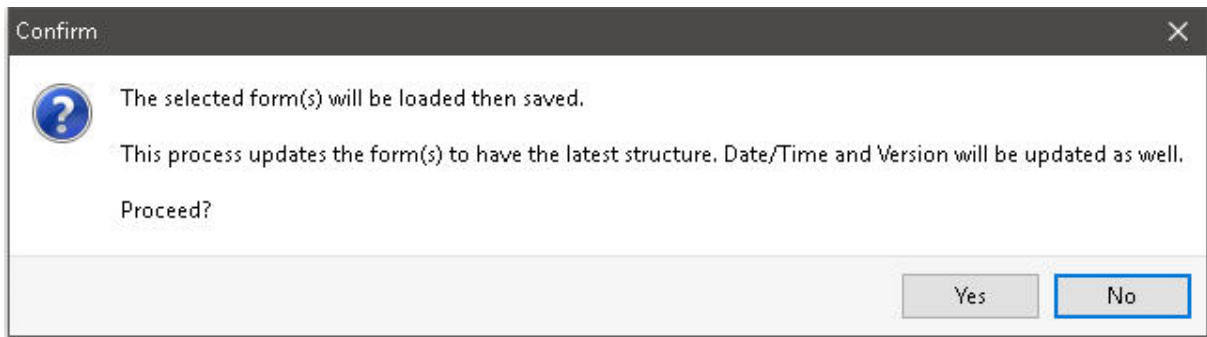 Confirm
The selected form(s) will be loaded then saved.
This process updates the form(s) to have the latest structure. Date/Time and Version will be updated as well.
Proceed?
Yes No